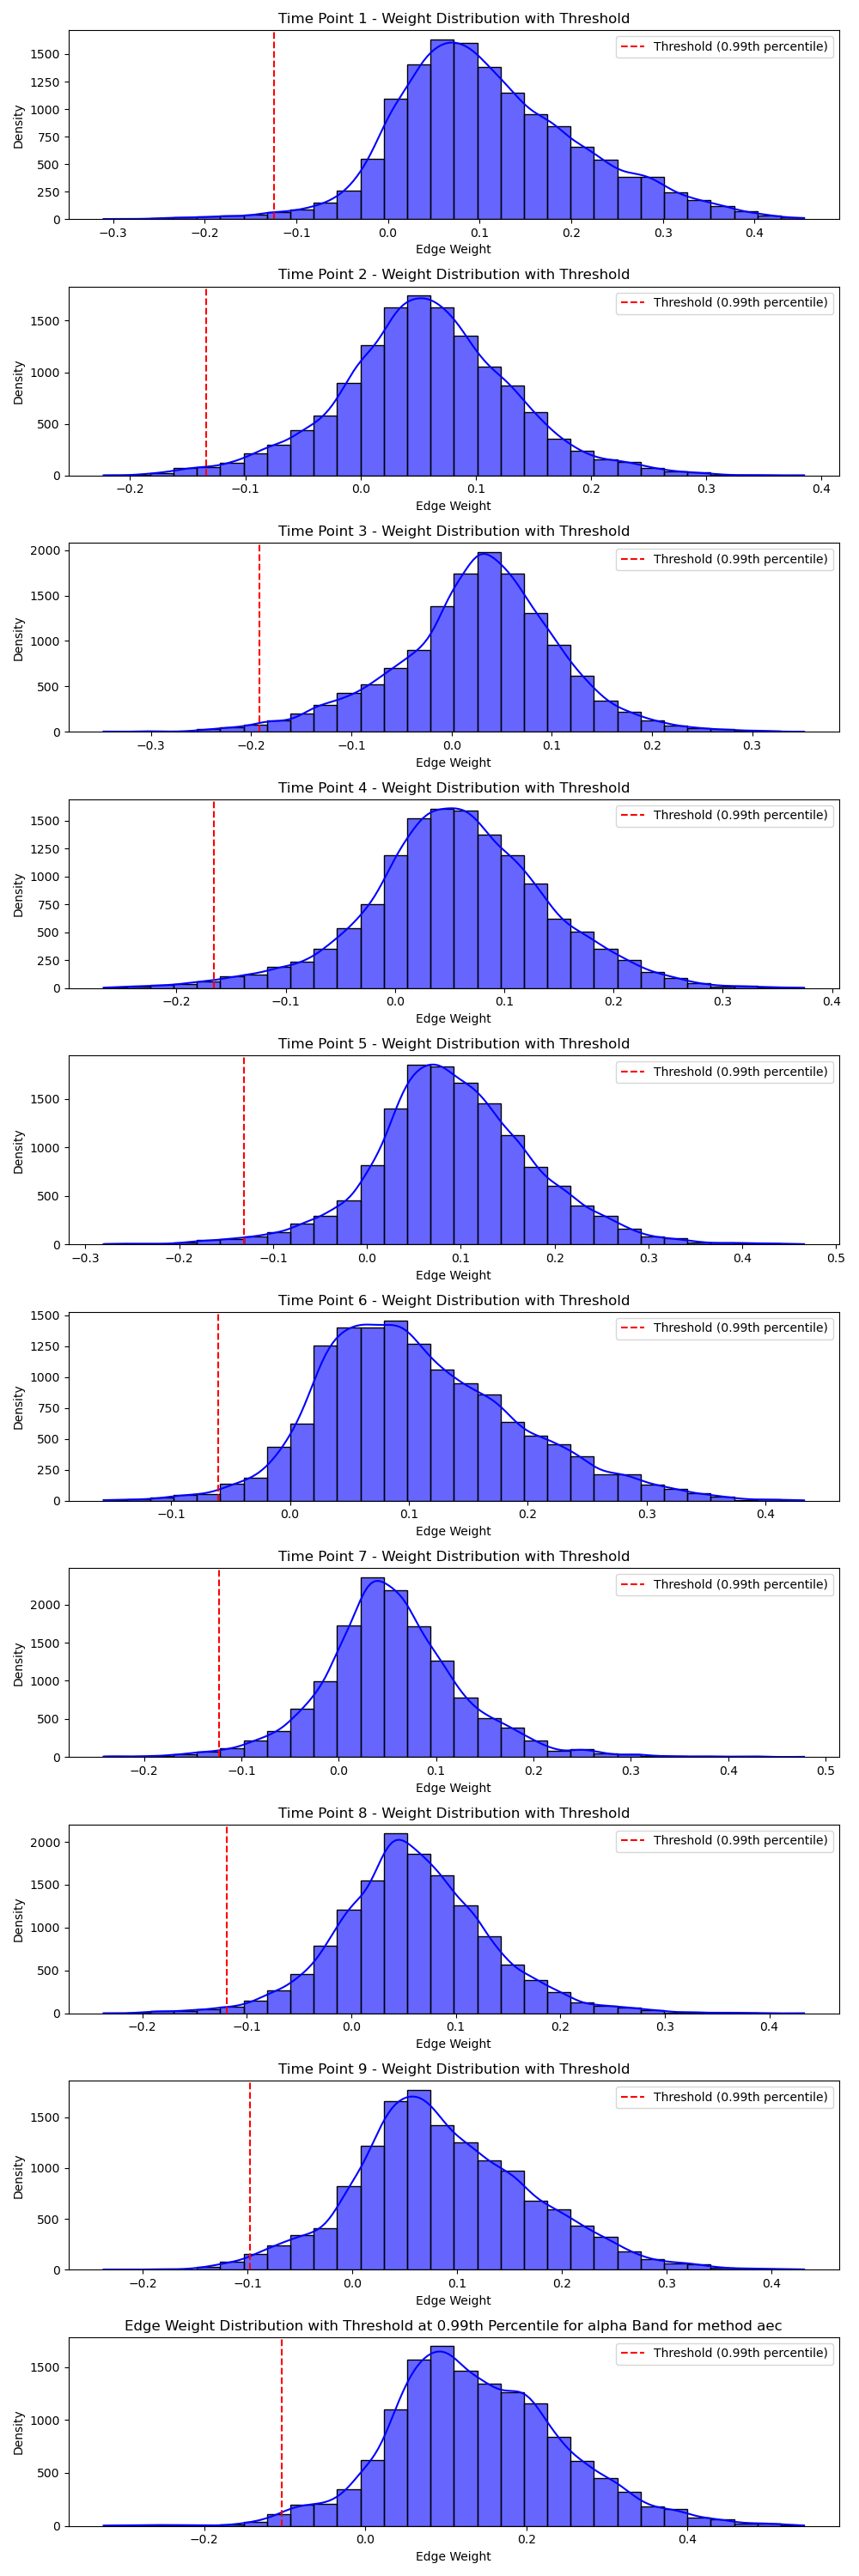 Time Point 1 - Weight Distribution with Threshold
Threshold (0.99th percentile)
Density
1500
1250
1000
750
500
250
0
−0.3 −0.2 −0.1 0.0 0.1 0.2 0.3 0.4
Edge Weight
Time Point 2 - Weight Distribution with Threshold
Threshold (0.99th percentile)
Density
1500
1000
500
0
−0.2 −0.1 0.0 0.1 0.2 0.3 0.4
Edge Weight
Time Point 3 - Weight Distribution with Threshold
Threshold (0.99th percentile)
Density
2000
1500
1000
500
0
−0.3 −0.2 −0.1 0.0 0.1 0.2 0.3
Edge Weight
Time Point 4 - Weight Distribution with Threshold
Threshold (0.99th percentile)
Density
1500
1250
1000
750
500
250
0
−0.2 −0.1 0.0 0.1 0.2 0.3 0.4
Edge Weight
Time Point 5 - Weight Distribution with Threshold
Threshold (0.99th percentile)
Density
1500
1000
500
0
−0.3 −0.2 −0.1 0.0 0.1 0.2 0.3 0.4 0.5
Edge Weight
Time Point 6 - Weight Distribution with Threshold
Threshold (0.99th percentile)
Density
1500
1250
1000
750
500
250
0
−0.1 0.0 0.1 0.2 0.3 0.4
Edge Weight
Time Point 7 - Weight Distribution with Threshold
Threshold (0.99th percentile)
Density
2000
1500
1000
500
0
−0.2 −0.1 0.0 0.1 0.2 0.3 0.4 0.5
Edge Weight
Time Point 8 - Weight Distribution with Threshold
Threshold (0.99th percentile)
Density
2000
1500
1000
500
0
−0.2 −0.1 0.0 0.1 0.2 0.3 0.4
Edge Weight
Time Point 9 - Weight Distribution with Threshold
Threshold (0.99th percentile)
Density
1500
1000
500
0
−0.2 −0.1 0.0 0.1 0.2 0.3 0.4
Edge Weight
Edge Weight Distribution with Threshold at 0.99th Percentile for alpha Band for method aec
Threshold (0.99th percentile)
Density
1500
1000
500
0
−0.2 0.0 0.2 0.4
Edge Weight